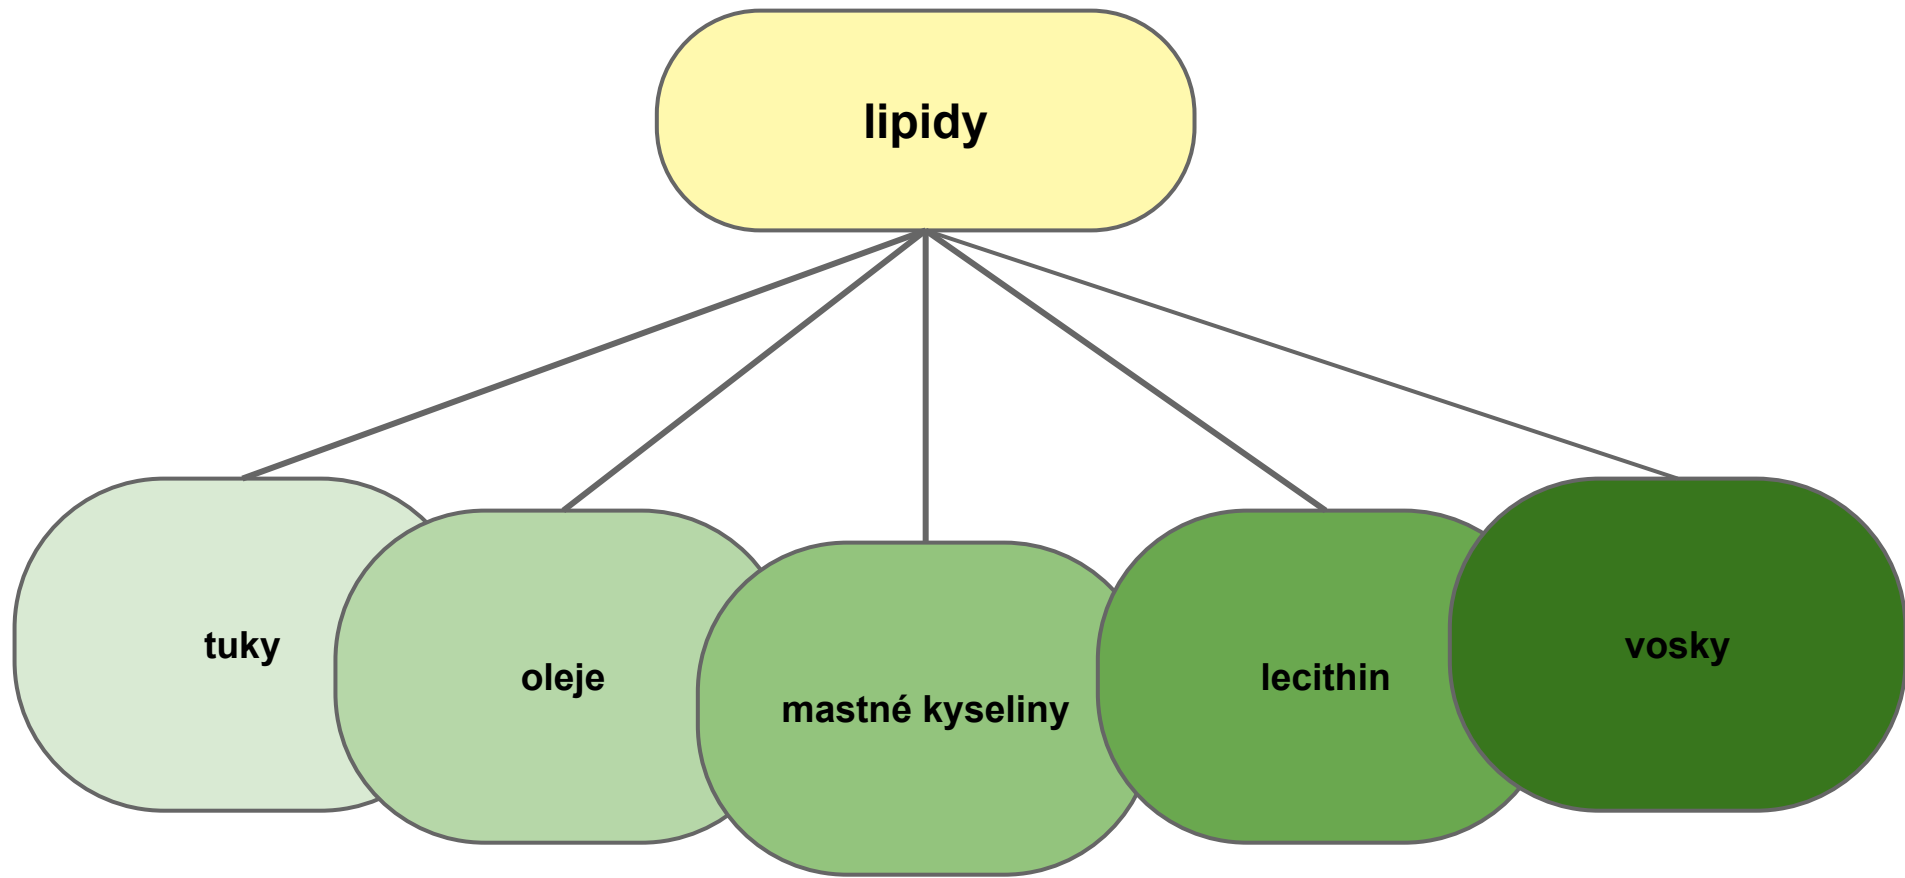 lipidy
tuky
oleje
mastné kyseliny
lecithin
vosky